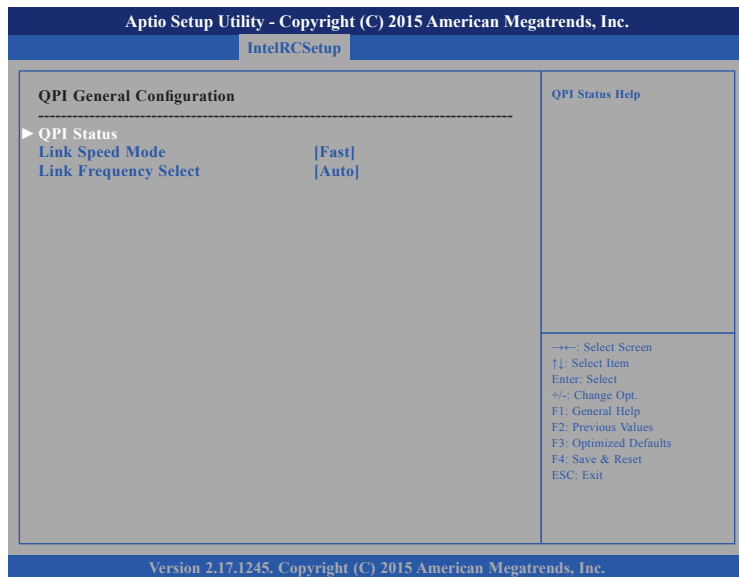 Aptio Setup Utility - Copyright (C) 2015 American Megatrends, Inc.
IntelRCSetup
QPI General Configuration
--------------------------------------------------------------------------------
► QPI Status
Link Speed Mode [Fast]
Link Frequency Select [Auto]
QPI Status Help
→←: Select Screen
↑↓: Select Item
Enter: Select
+/-: Change Opt.
F1: General Help
F2: Previous Values
F3: Optimized Defaults
F4: Save & Reset
ESC: Exit
Version 2.17.1245. Copyright (C) 2015 American Megatrends, Inc.